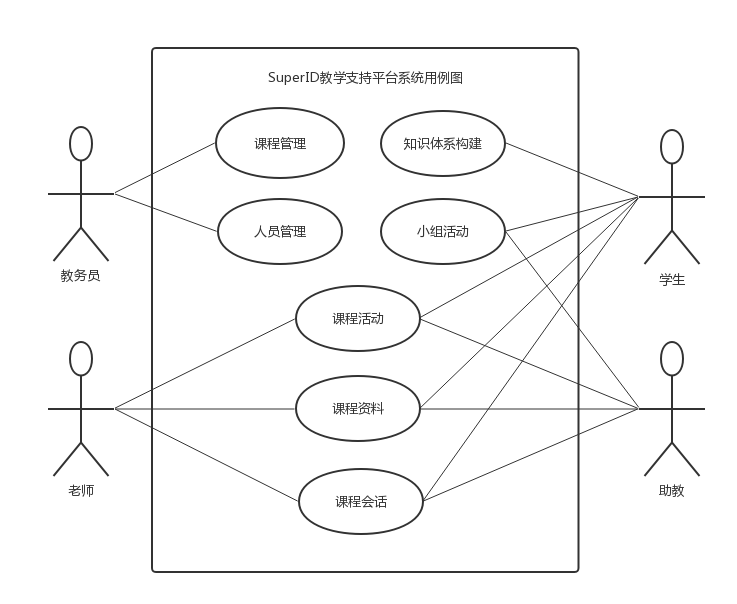 SuperID教学支持平台系统用例图
课程管理
知识体系构建
人员管理
小组活动
教务员
学生
课程活动
课程资料
老师
助教
课程会话